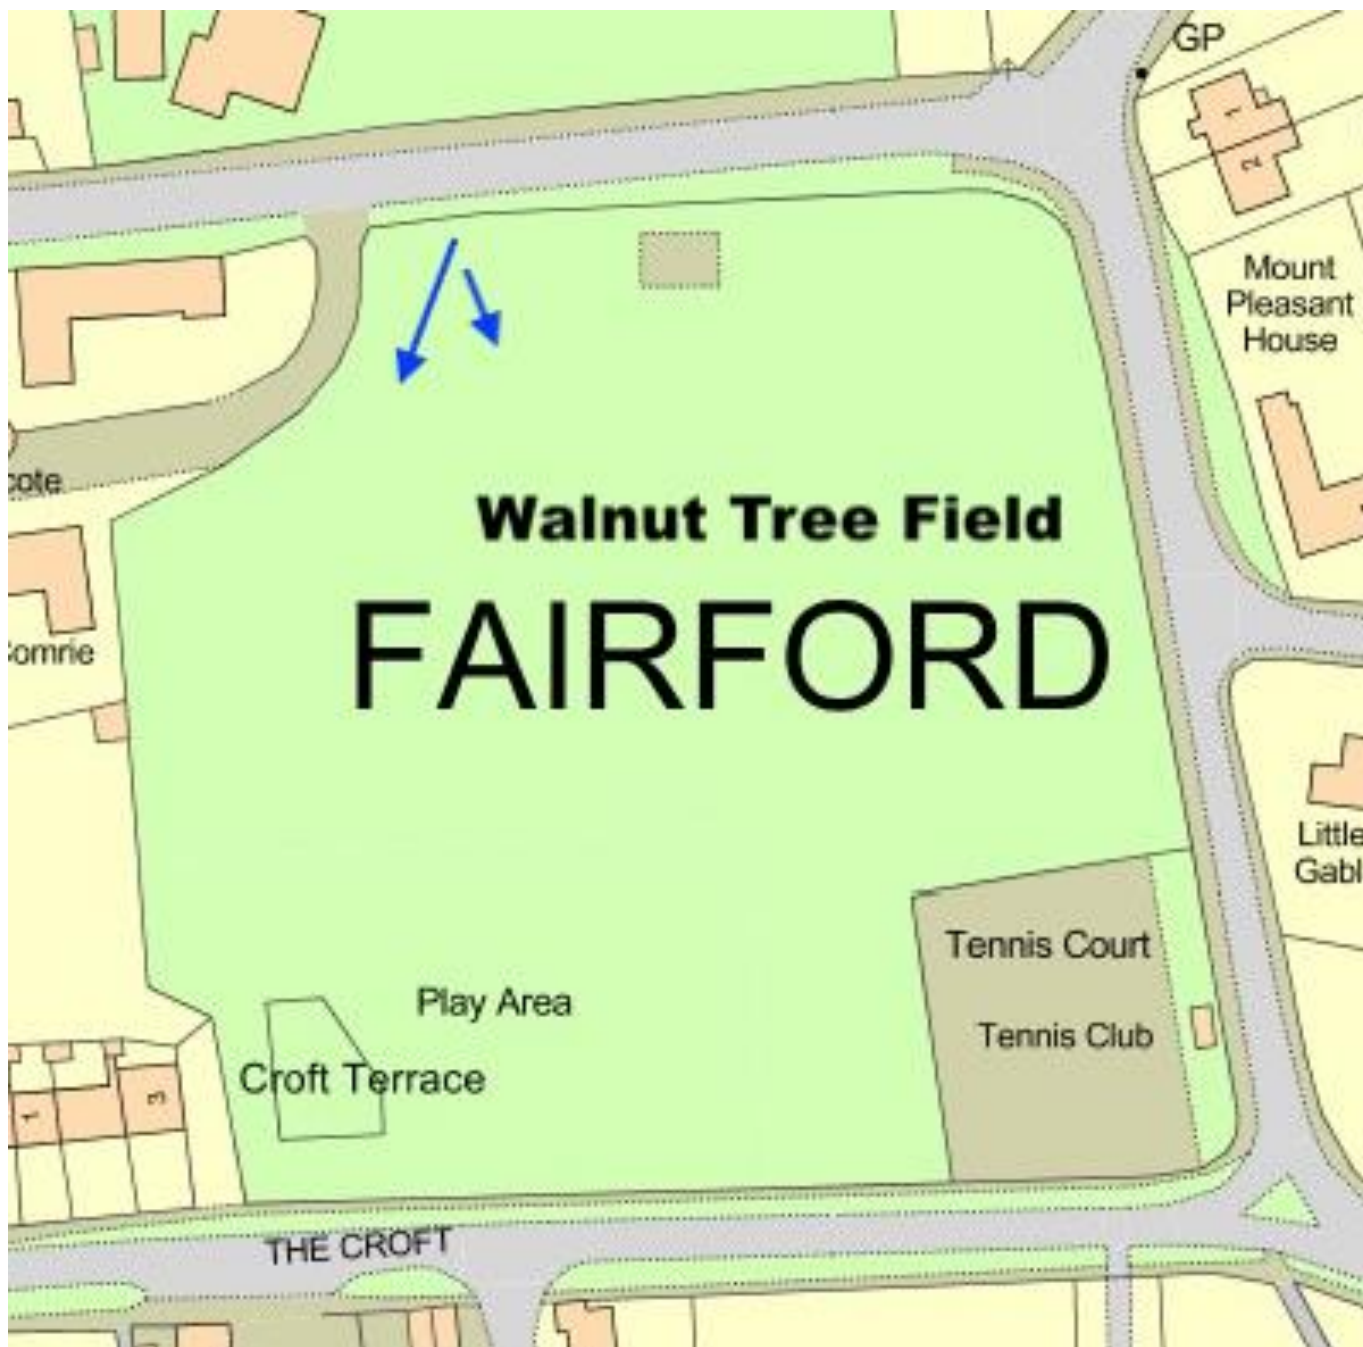 GP
1
2
Mount
Pleasant
House
cote
Walnut Tree Field
FAIRFORD
Comrie
Little
Gabl
Tennis Court
Play Area
Tennis Club
Croft Terrace
1
3
THE CROFT